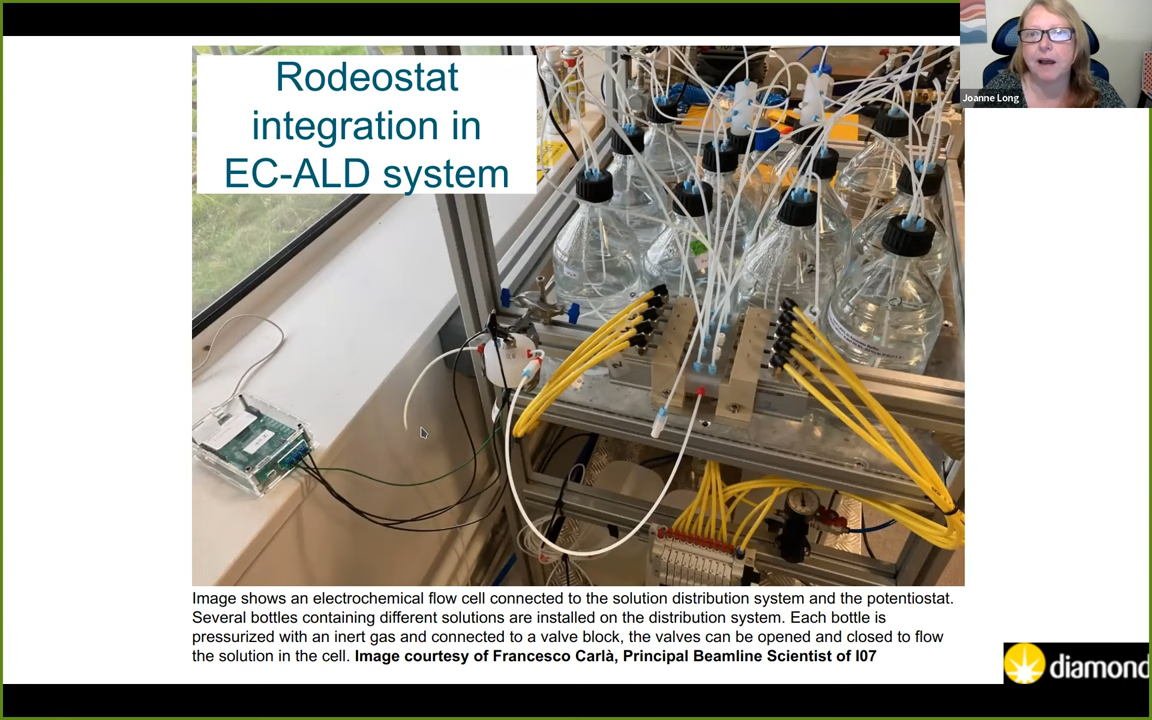 Rodeostat
integration in
EC-ALD system
Joanne Long
Image shows an electrochemical flow cell connected to the solution distribution system and the potentiostat.
Several bottles containing different solutions are installed on the distribution system. Each bottle is
pressurized with an inert gas and connected to a valve block, the valves can be opened and closed to flow
the solution in the cell. Image courtesy of Francesco Carlà, Principal Beamline Scientist of I07
diamond